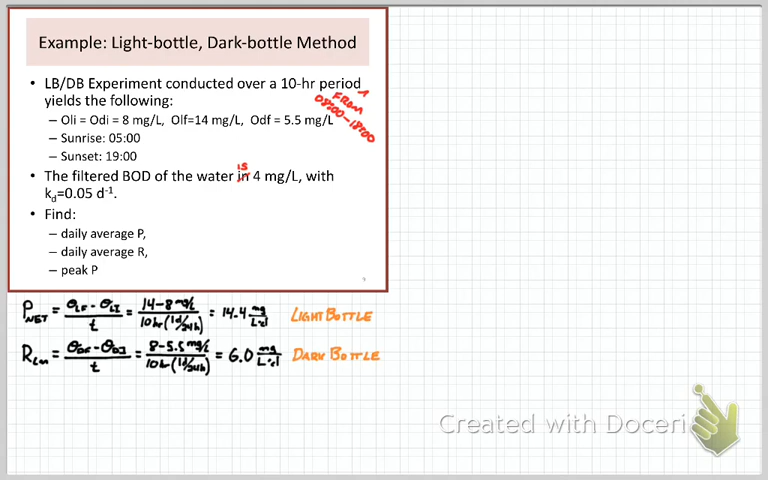 Example: Light-bottle, Dark-bottle Method
• LB/DB Experiment conducted over a 10-hr period
yields the following:
FROM
0800-1800
– Oli = Odi = 8 mg/L, Olf=14 mg/L, Odf = 5.5 mg/L
– Sunrise: 05:00
– Sunset: 19:00
is
• The filtered BOD of the water in 4 mg/L, with
kd=0.05 d-1.
• Find:
– daily average P,
– daily average R,
– peak P
PNET = (OLF - OLI)/t = (14-8 mg/L)/(10hr(1d/24h)) = 14.4 mg/L·d LIGHT BOTTLE
= (ODF - ODI)/t = (8-5.5 mg/L)/(10hr(1d/24h)) = 6.0 mg/L·d DARK BOTTLE
Created with Doceri